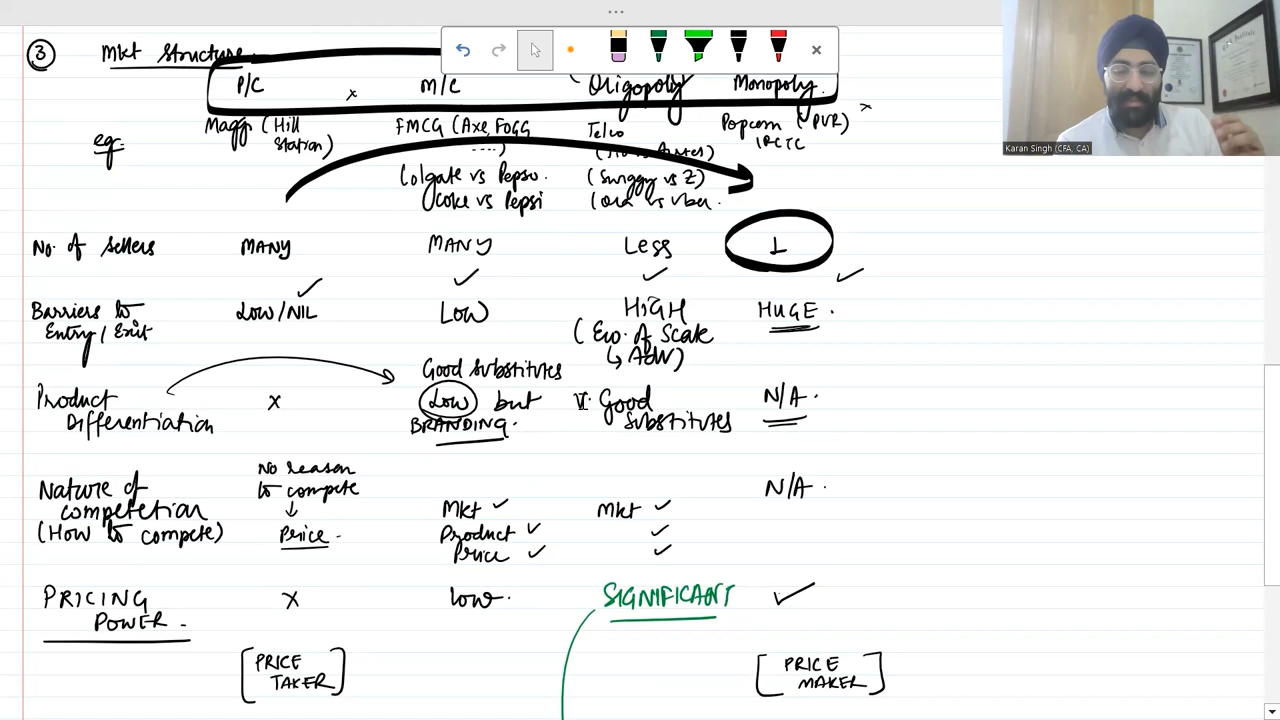 3 Mkt Structure.
P/C x M/C Oligopoly Monopoly. x
eg: Maggi (Hill Station) FMCG (Axe, FOGG ....) Telco Popcorn (PVR) IRCTC
Colgate vs Pepso. (Swiggy vs Z)
Coke vs Pepsi (Ola vs Uber.
No. of Sellers MANY MANY Less 1
Barriers to Entry/Exit Low/NIL Low HiGH HUGE.
(Eco. of Scale
↳ Adv)
Good Substitutes
Product Differentiation x Low but BRANDING. V. Good Substitutes N/A.
No reason to compete
↓
Nature of competetion N/A.
(How to compete) Price. Mkt ✓ Mkt ✓
Product ✓ ✓
Price ✓ ✓
PRICING POWER. x low. SIGNIFICANT ✓
[PRICE TAKER] [PRICE MAKER]
Karan Singh (CFA, CA)